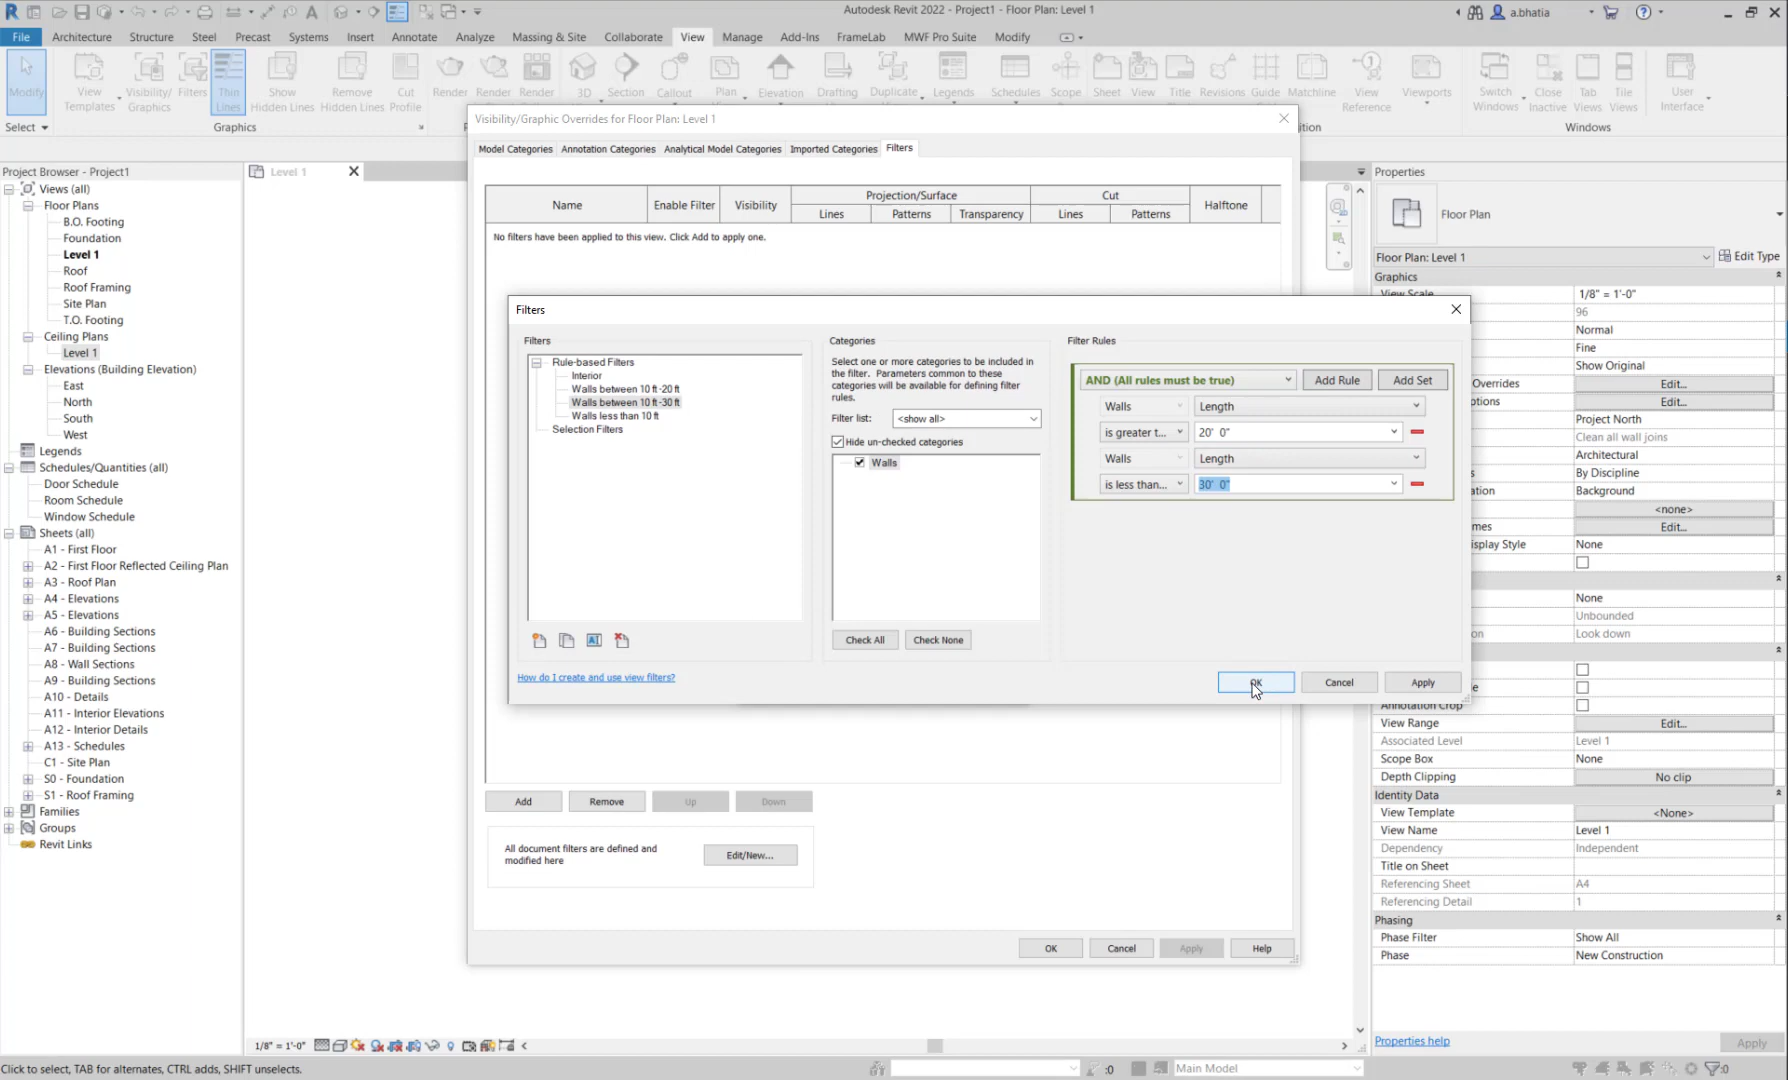 Autodesk Revit 2022 - Project1 - Floor Plan: Level 1
a.bhatia
File Architecture Structure Steel Precast Systems Insert Annotate Analyze Massing & Site Collaborate View Manage Add-Ins FrameLab MWF Pro Suite Modify
Modify
View Templates
Visibility/ Graphics
Filters
Thin Lines
Show Hidden Lines
Remove Hidden Lines
Cut Profile
Render
Render
Render
3D
Section
Callout
Plan
Elevation
Drafting
Duplicate
Legends
Schedules
Scope
Sheet
View
Title
Revisions
Guide
Matchline
View Reference
Viewports
Switch Windows
Close Inactive
Tab Views
Tile Views
User Interface
Select
Graphics
Windows
Project Browser - Project1
Views (all)
Floor Plans
B.O. Footing
Foundation
Level 1
Roof
Roof Framing
Site Plan
T.O. Footing
Ceiling Plans
Level 1
Elevations (Building Elevation)
East
North
South
West
Legends
Schedules/Quantities (all)
Door Schedule
Room Schedule
Window Schedule
Sheets (all)
A1 - First Floor
A2 - First Floor Reflected Ceiling Plan
A3 - Roof Plan
A4 - Elevations
A5 - Elevations
A6 - Building Sections
A7 - Building Sections
A8 - Wall Sections
A9 - Building Sections
A10 - Details
A11 - Interior Elevations
A12 - Interior Details
A13 - Schedules
C1 - Site Plan
S0 - Foundation
S1 - Roof Framing
Families
Groups
Revit Links
Level 1
Visibility/Graphic Overrides for Floor Plan: Level 1
Model Categories Annotation Categories Analytical Model Categories Imported Categories Filters
Name Enable Filter Visibility Projection/Surface Cut Halftone
Lines Patterns Transparency Lines Patterns
No filters have been applied to this view. Click Add to apply one.
Filters
Filters
Rule-based Filters
Interior
Walls between 10 ft-20 ft
Walls between 10 ft-30 ft
Walls less than 10 ft
Selection Filters
How do I create and use view filters?
Categories
Select one or more categories to be included in
the filter. Parameters common to these
categories will be available for defining filter
rules.
Filter list: <show all>
Hide un-checked categories
Walls
Check All Check None
Filter Rules
AND (All rules must be true) Add Rule Add Set
Walls Length
is greater t... 20' 0"
Walls Length
is less than... 30' 0"
OK Cancel Apply
Add Remove Up Down
All document filters are defined and
modified here
Edit/New...
OK Cancel Apply Help
Properties
Floor Plan
Floor Plan: Level 1 Edit Type
Graphics
View Scale 1/8" = 1'-0"
96
Normal
Fine
Show Original
Overrides Edit...
ptions Edit...
Project North
Clean all wall joins
Architectural
s By Discipline
ation Background
<none>
mes Edit...
isplay Style None
None
Unbounded
on Look down
e
Annotation Crop
View Range Edit...
Associated Level Level 1
Scope Box None
Depth Clipping No clip
Identity Data
View Template <None>
View Name Level 1
Dependency Independent
Title on Sheet
Referencing Sheet A4
Referencing Detail 1
Phasing
Phase Filter Show All
Phase New Construction
Properties help Apply
1/8" = 1'-0"
Click to select, TAB for alternates, CTRL adds, SHIFT unselects.
:0
Main Model
:0